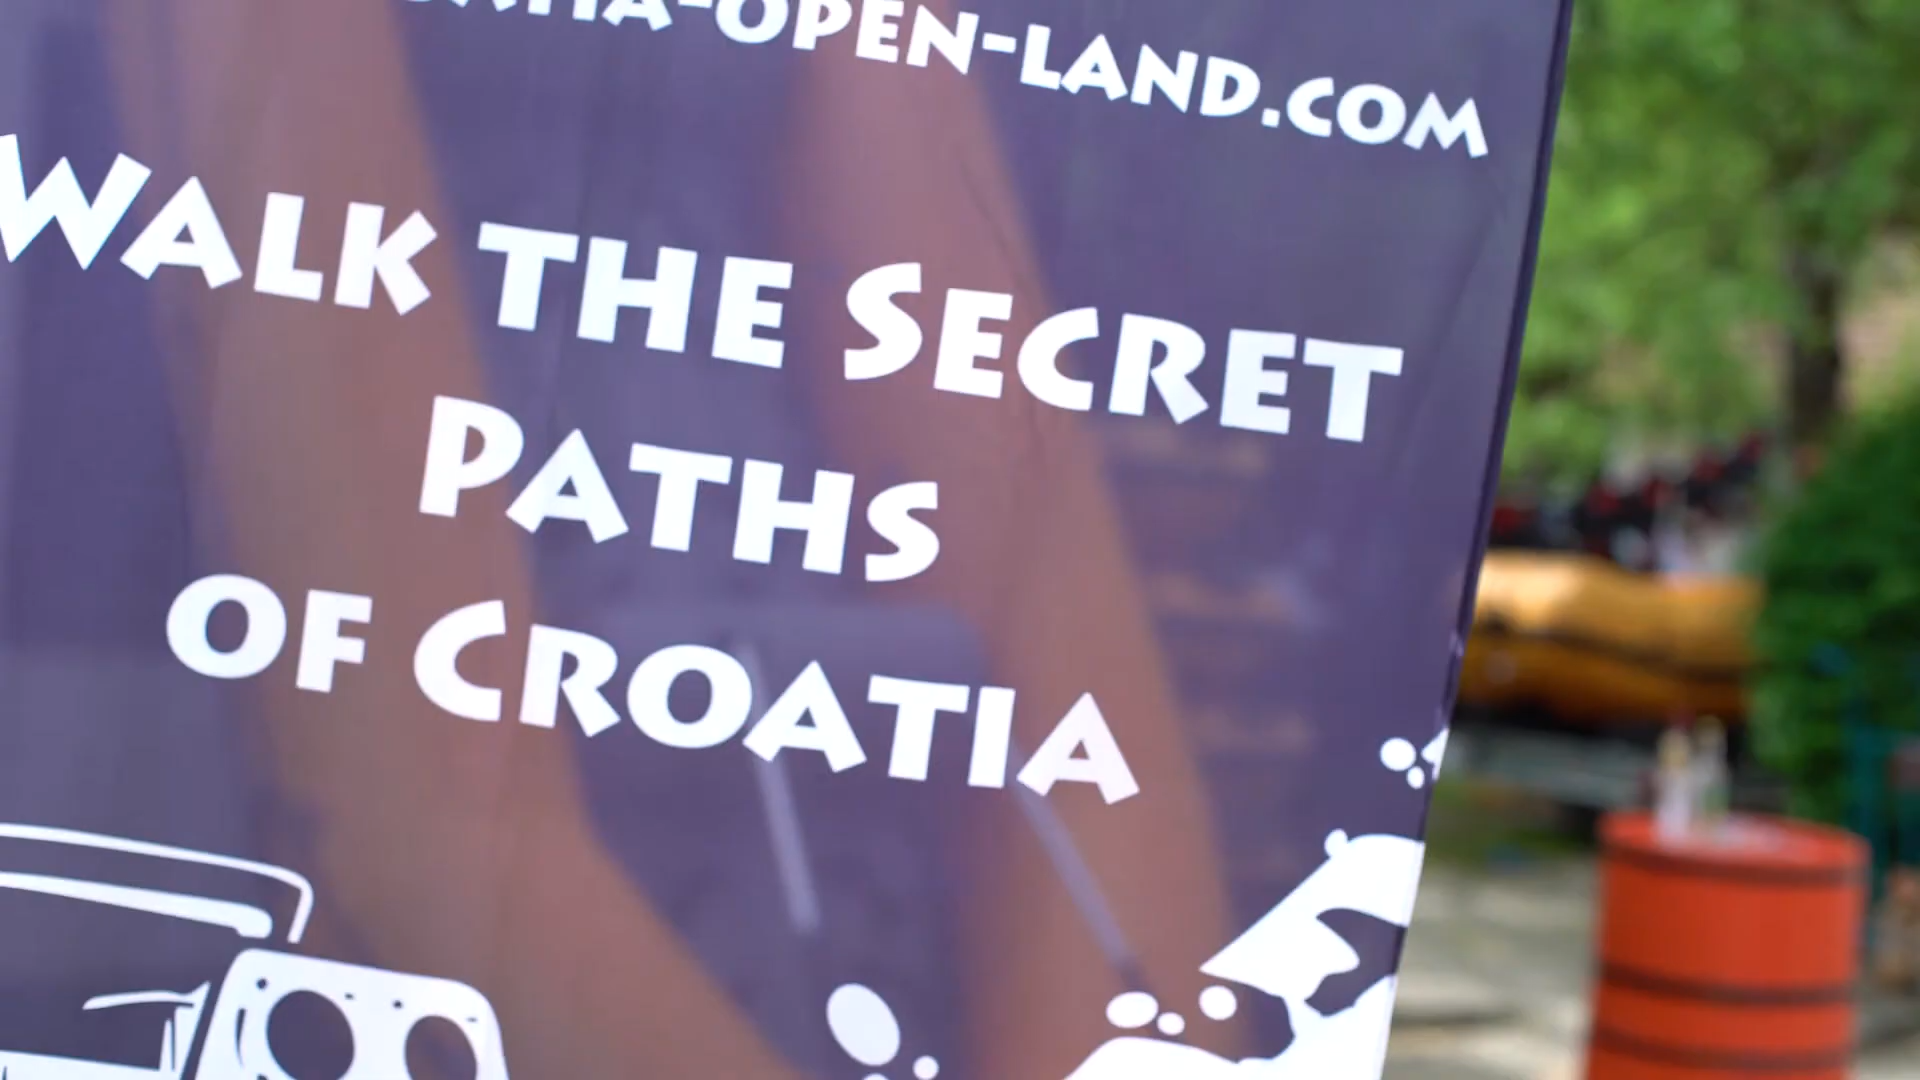 -OPEN-LAND.COM
WALK THE SECRET
PATHS
OF CROATIA